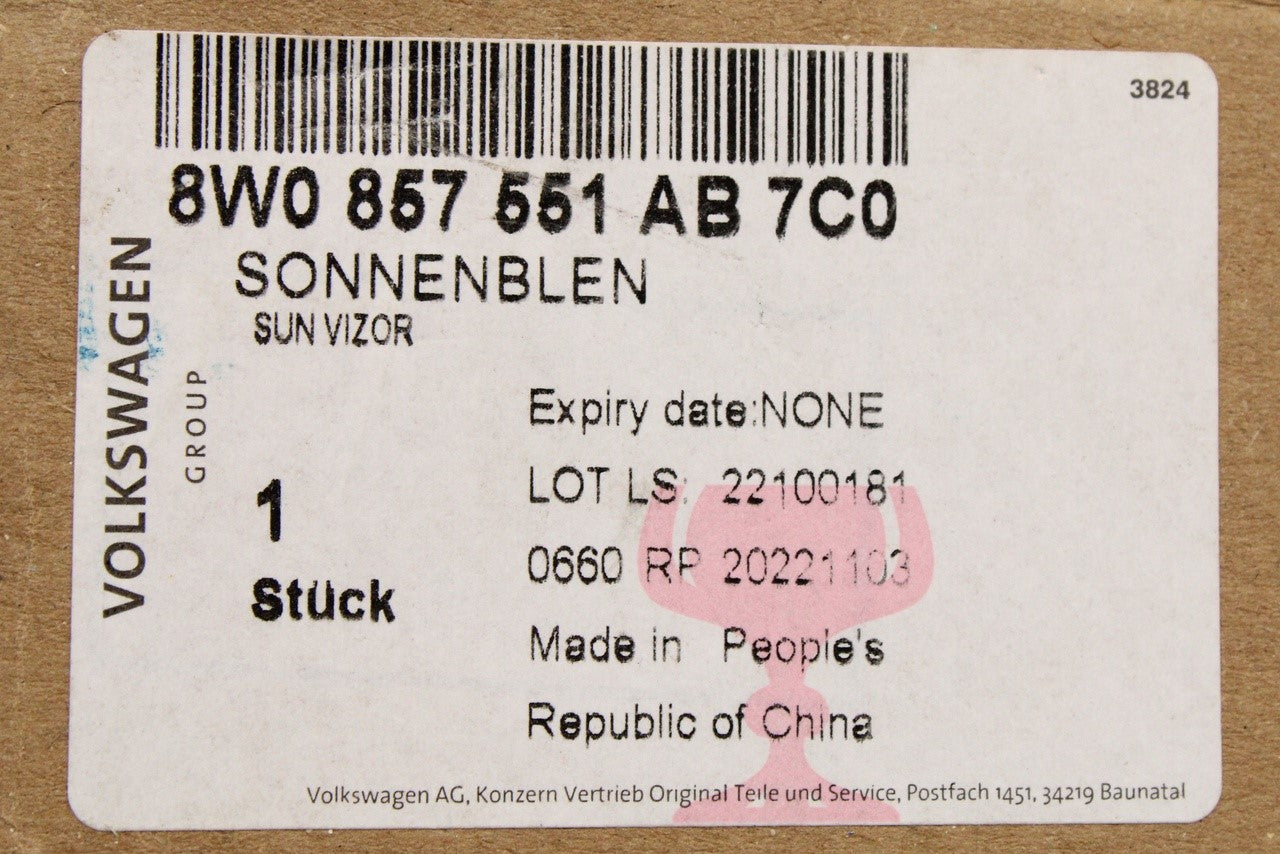 3824
8W0 857 551 AB 7C0
SONNENBLEN
SUN VIZOR
VOLKSWAGEN
GROUP
Expiry date:NONE
LOT LS: 22100181
1
0660 RP 20221103
Stück
Made in People's
Republic of China
Volkswagen AG, Konzern Vertrieb Original Teile und Service, Postfach 1451, 34219 Baunatal